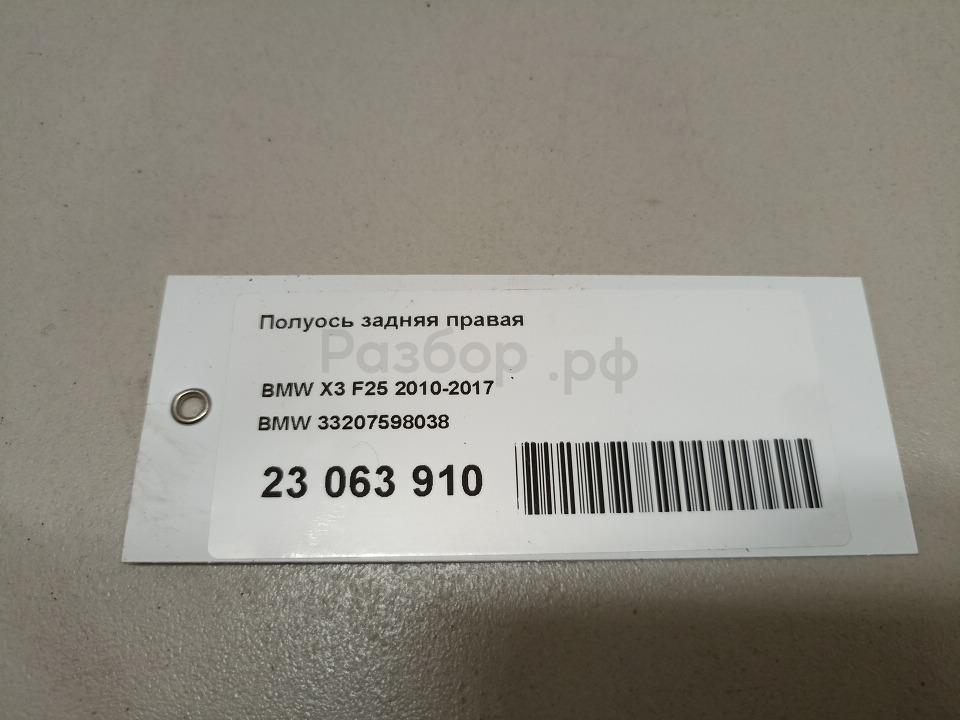 Полуось задняя правая
Разбор.рф
BMW X3 F25 2010-2017
BMW 33207598038
23 063 910